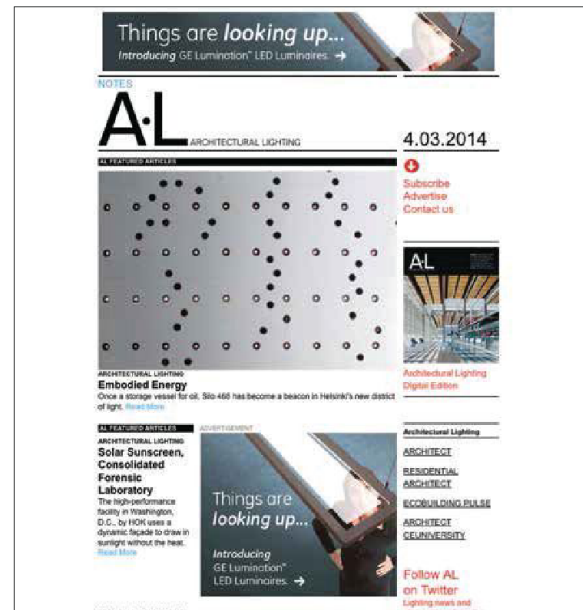 Things are looking up...
Introducing GE Lumination™ LED Luminaires. →
NOTES
A·L ARCHITECTURAL LIGHTING
4.03.2014
AL FEATURED ARTICLES
Subscribe
Advertise
Contact us
A·L
ARCHITECTURAL LIGHTING
Embodied Energy
Once a storage vessel for oil, Silo 468 has become a beacon in Helsinki's new district
of light. Read More
Architectural Lighting
Digital Edition
AL FEATURED ARTICLES
ARCHITECTURAL LIGHTING
Solar Sunscreen,
Consolidated
Forensic
Laboratory
The high-performance
facility in Washington,
D.C., by HOK uses a
dynamic façade to draw in
sunlight without the heat.
Read More
ADVERTISEMENT
Things are
looking up...
Introducing
GE Lumination™
LED Luminaires. →
Architectural Lighting
ARCHITECT
RESIDENTIAL
ARCHITECT
ECOBUILDING PULSE
ARCHITECT
CEUNIVERSITY
Follow AL
on Twitter
Lighting news and